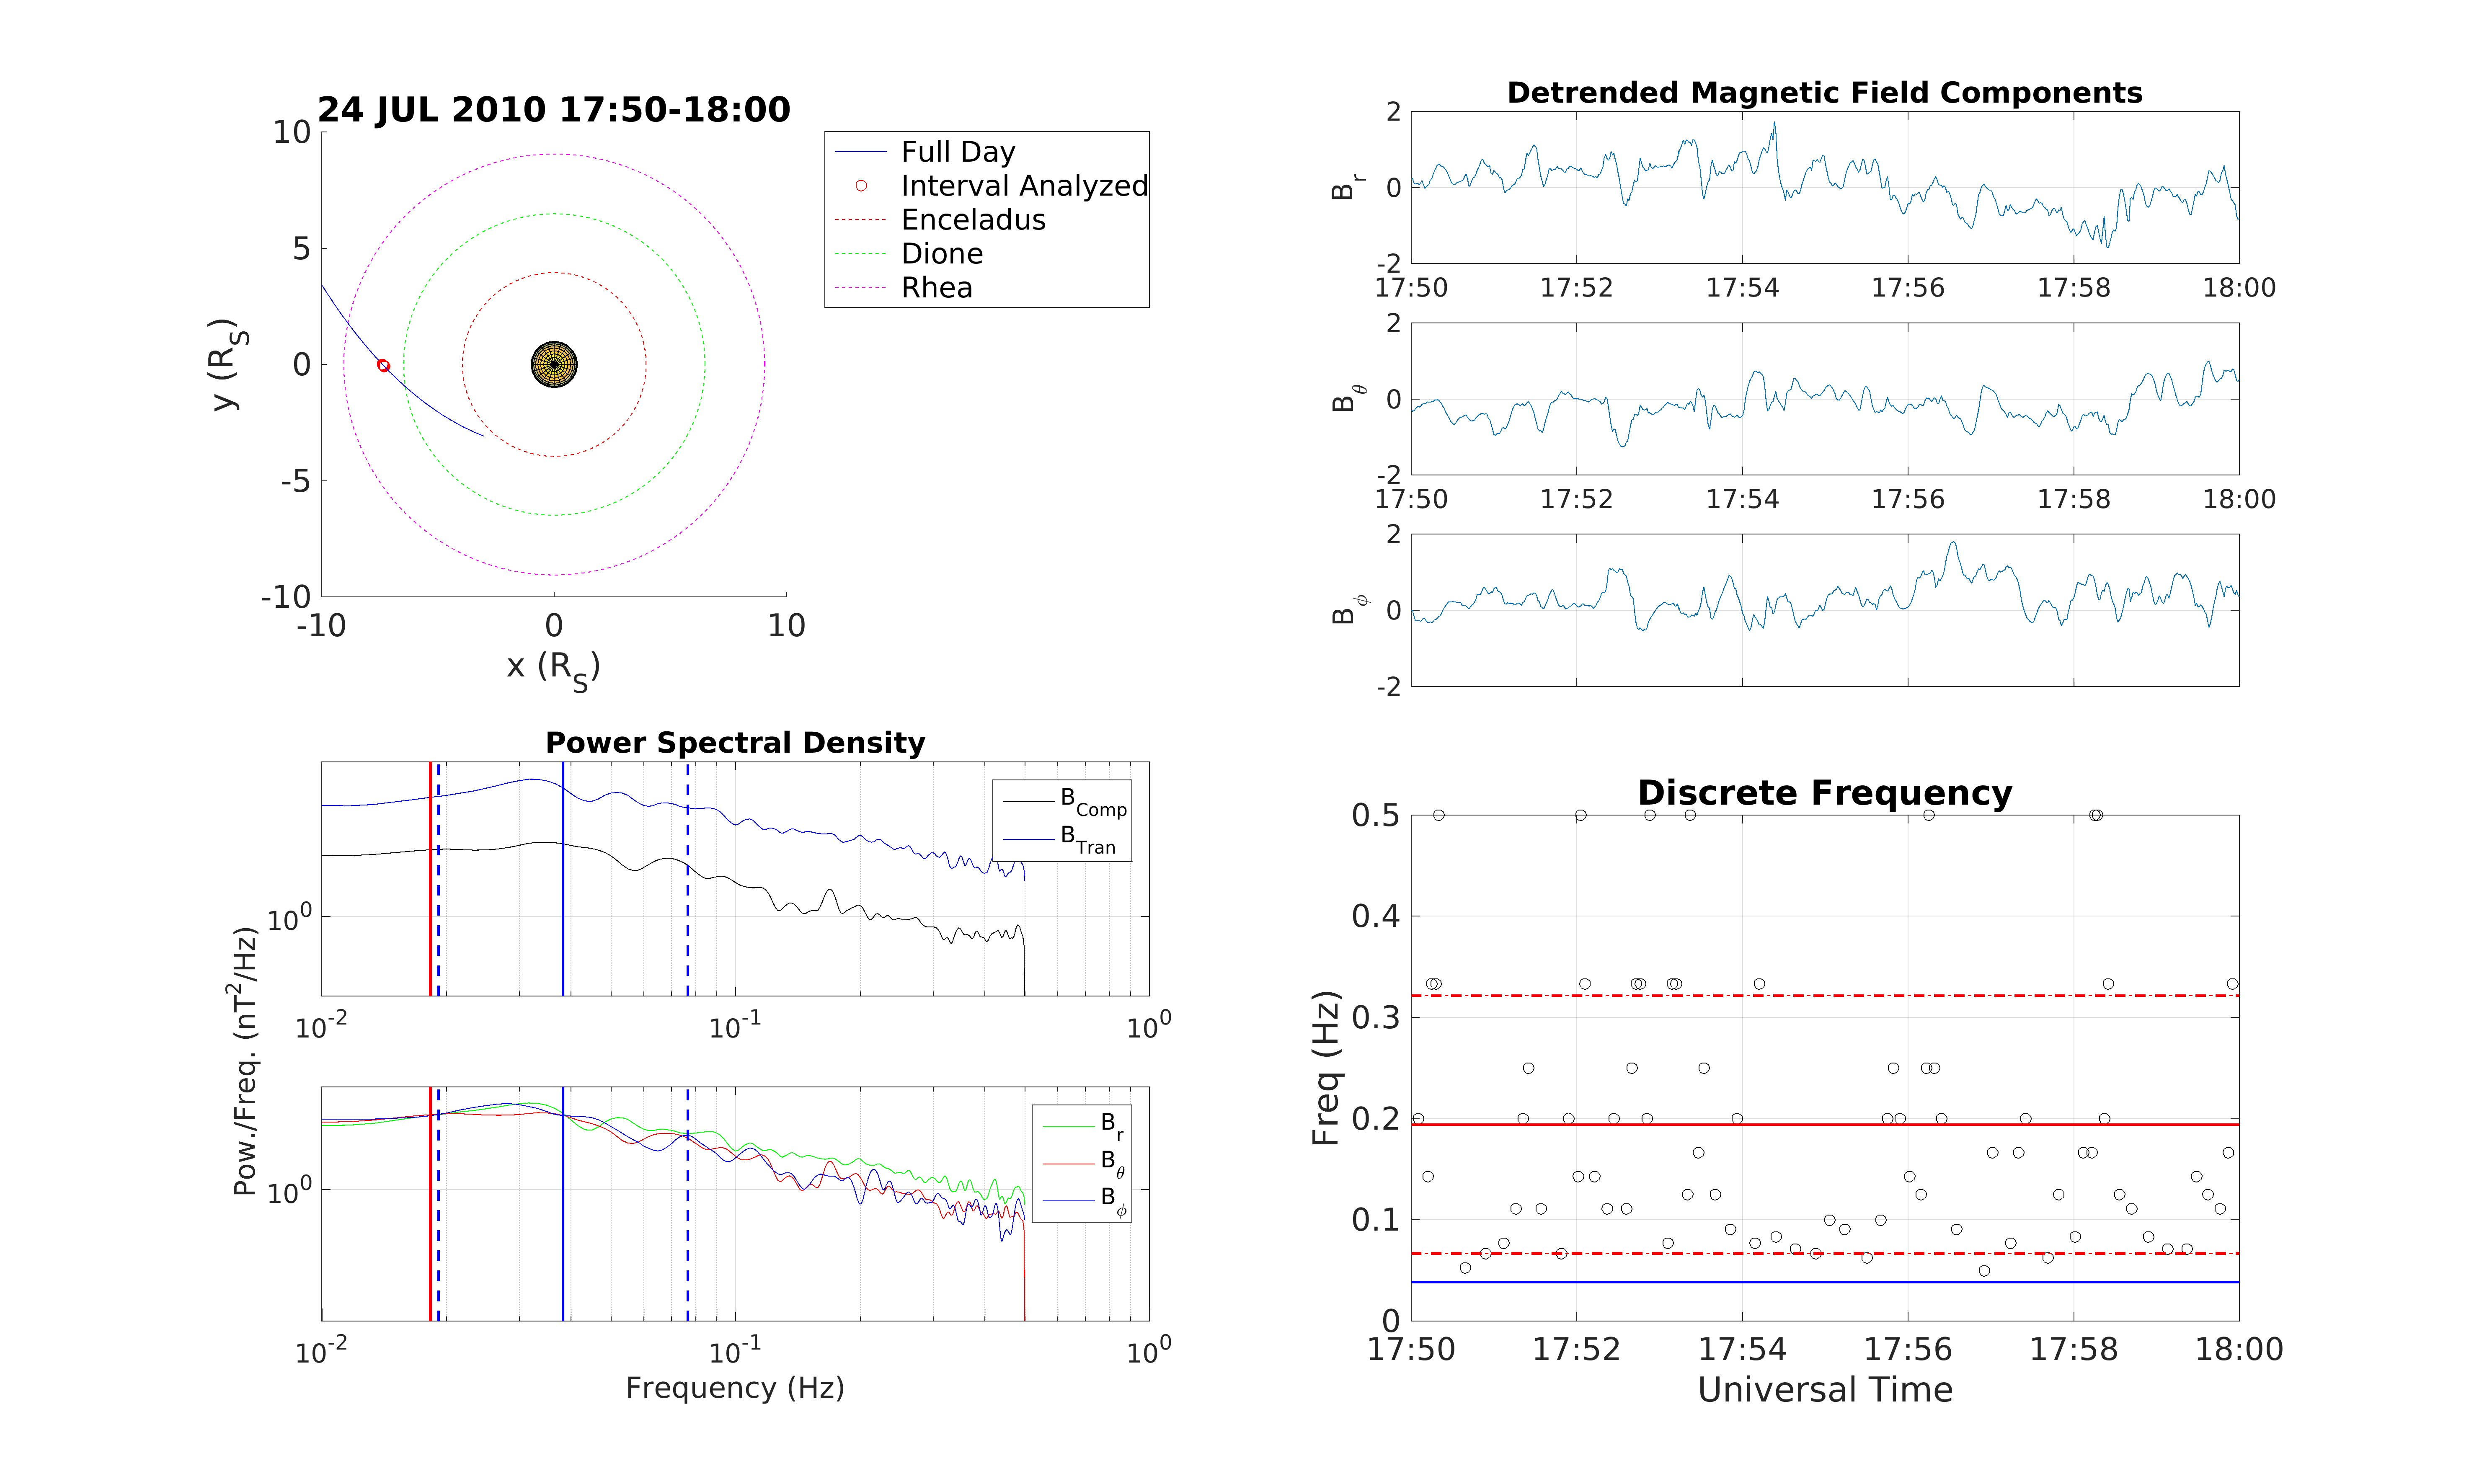 24 JUL 2010 17:50-18:00
10
5
0
-5
-10
-10 0 10
y (R_S)
x (R_S)
Full Day
Interval Analyzed
Enceladus
Dione
Rhea
Detrended Magnetic Field Components
2
0
-2
B_r
17:50 17:52 17:54 17:56 17:58 18:00
2
0
-2
B_θ
17:50 17:52 17:54 17:56 17:58 18:00
2
0
-2
B_ϕ
Power Spectral Density
B_Comp
B_Tran
10^0
10^-2 10^-1 10^0
Pow./Freq. (nT^2/Hz)
B_r
B_θ
B_ϕ
10^0
10^-2 10^-1 10^0
Frequency (Hz)
Discrete Frequency
0.5
0.4
0.3
0.2
0.1
0
Freq (Hz)
17:50 17:52 17:54 17:56 17:58 18:00
Universal Time